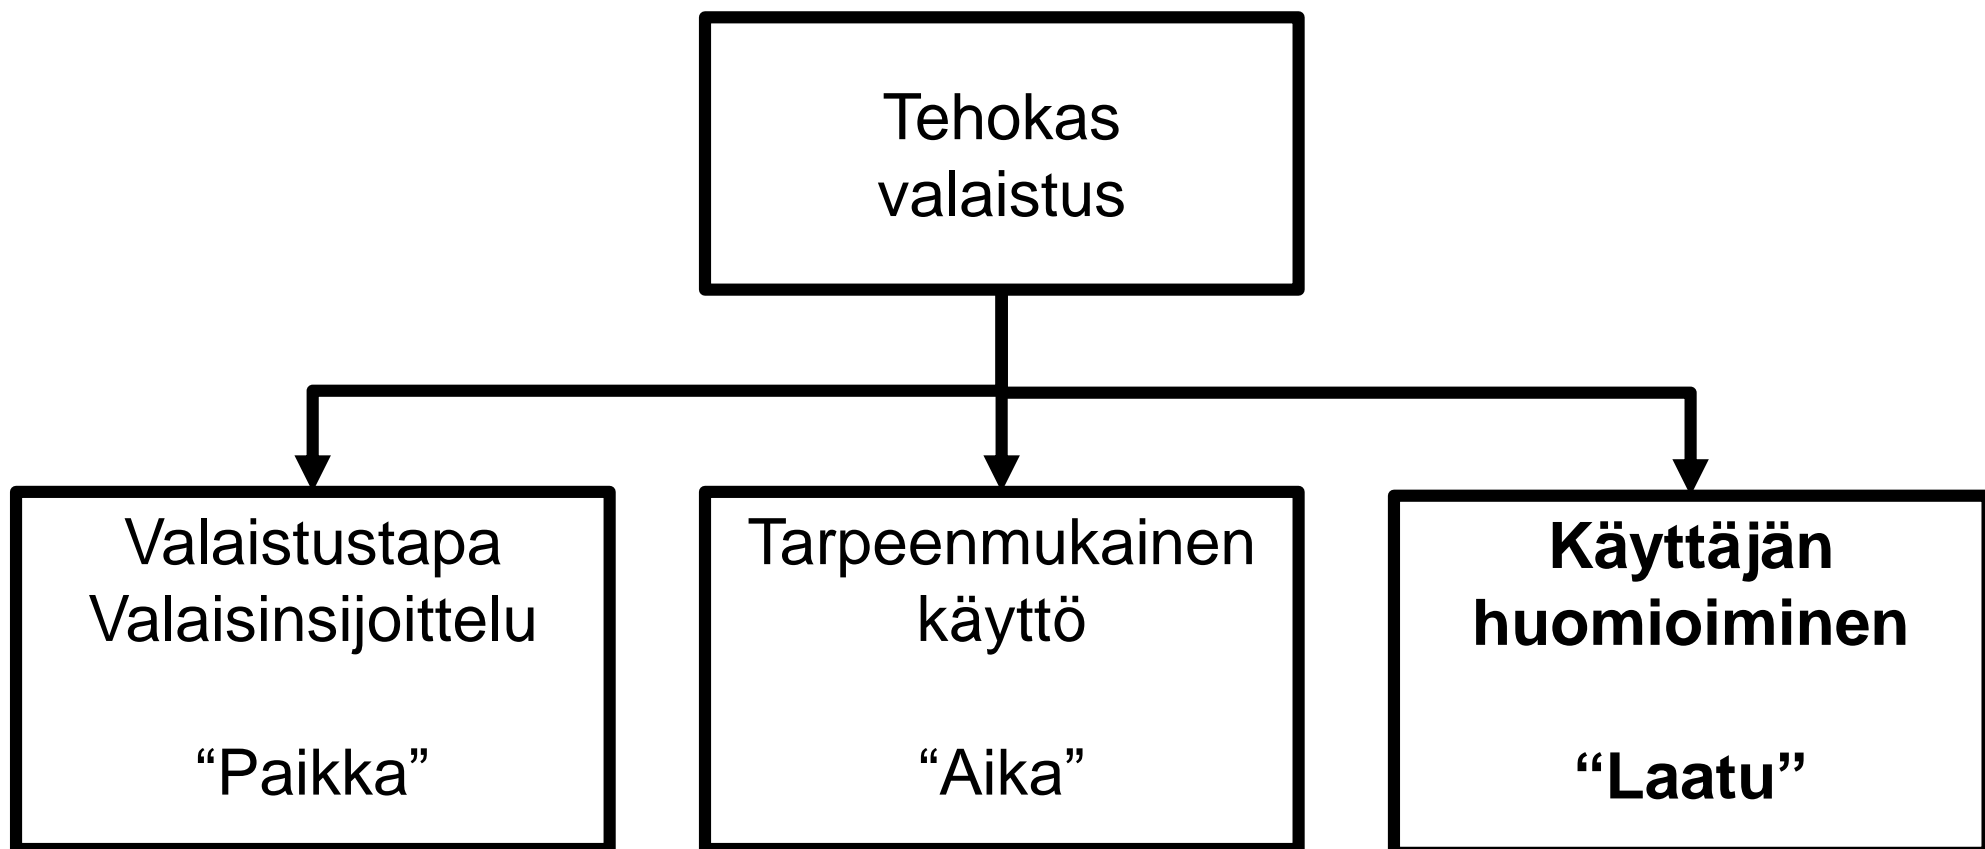 Tehokas
valaistus
Valaistustapa
Valaisinsijoittelu
“Paikka”
Tarpeenmukainen
käyttö
“Aika”
Käyttäjän
huomioiminen
“Laatu”